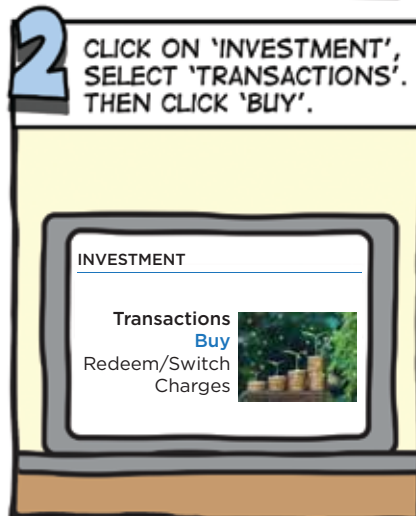 2
CLICK ON 'INVESTMENT',
SELECT 'TRANSACTIONS'.
THEN CLICK 'BUY'.
INVESTMENT
Transactions
Buy
Redeem/Switch
Charges